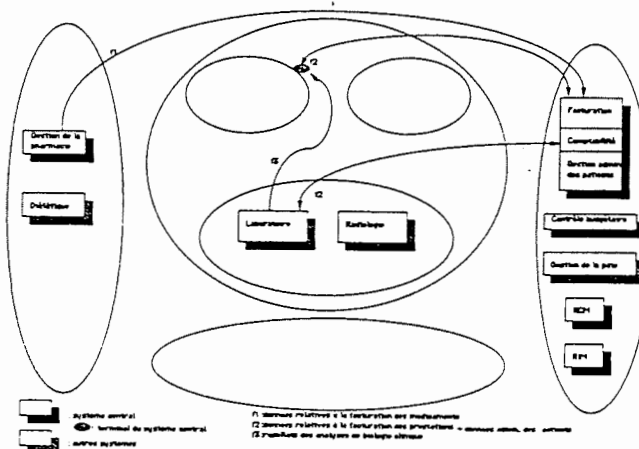 f1
f2
Facturation
Gestion de la
pharmacie
Comptabilité
f3
Gestion admin.
des patients
Diététique
f2
Laboratoire
Radiologie
Contrôle budgétaire
Gestion de la paie
RCM
: système central
: terminal du système central
: autres systèmes
f1 données relatives à la facturation des médicaments
f2 données relatives à la facturation des prestations + données admin. des patients
f3 résultats des analyses de biologie clinique